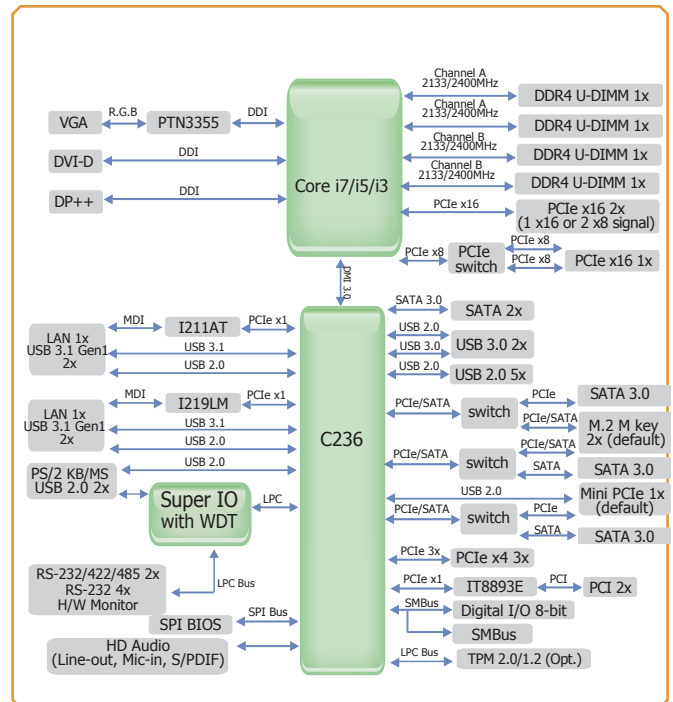 Channel A
2133/2400MHz
DDR4 U-DIMM 1x
Channel A
2133/2400MHz
DDR4 U-DIMM 1x
Channel B
2133/2400MHz
DDR4 U-DIMM 1x
Channel B
2133/2400MHz
DDR4 U-DIMM 1x
VGA
R.G.B
PTN3355
DDI
DVI-D
DDI
DP++
DDI
Core i7/i5/i3
PCIe x16
PCIe x16 2x
(1 x16 or 2 x8 signal)
PCIe x8
PCIe
switch
PCIe x8
PCIe x8
PCIe x16 1x
DMI 3.0
LAN 1x
USB 3.1 Gen1
2x
MDI
I211AT
PCIe x1
USB 3.1
USB 2.0
LAN 1x
USB 3.1 Gen1
2x
MDI
I219LM
PCIe x1
USB 3.1
USB 2.0
PS/2 KB/MS
USB 2.0 2x
USB 2.0
Super IO
with WDT
LPC
RS-232/422/485 2x
RS-232 4x
H/W Monitor
LPC Bus
SPI BIOS
SPI Bus
HD Audio
(Line-out, Mic-in, S/PDIF)
C236
SATA 3.0
SATA 2x
USB 2.0
USB 3.0
USB 3.0 2x
USB 2.0
USB 2.0 5x
PCIe/SATA
switch
PCIe
SATA 3.0
PCIe/SATA
M.2 M key
2x (default)
PCIe/SATA
PCIe/SATA
switch
SATA
SATA 3.0
USB 2.0
Mini PCIe 1x
(default)
PCIe/SATA
switch
PCIe
SATA
SATA 3.0
PCIe 3x
PCIe x4 3x
PCIe x1
IT8893E
PCI
PCI 2x
SMBus
Digital I/O 8-bit
SMBus
LPC Bus
TPM 2.0/1.2 (Opt.)